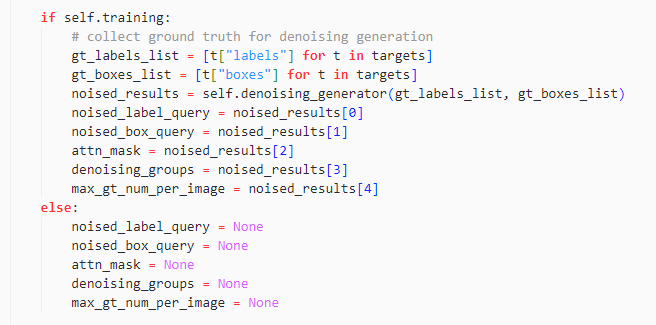 if self.training:
    # collect ground truth for denoising generation
    gt_labels_list = [t["labels"] for t in targets]
    gt_boxes_list = [t["boxes"] for t in targets]
    noised_results = self.denoising_generator(gt_labels_list, gt_boxes_list)
    noised_label_query = noised_results[0]
    noised_box_query = noised_results[1]
    attn_mask = noised_results[2]
    denoising_groups = noised_results[3]
    max_gt_num_per_image = noised_results[4]
else:
    noised_label_query = None
    noised_box_query = None
    attn_mask = None
    denoising_groups = None
    max_gt_num_per_image = None